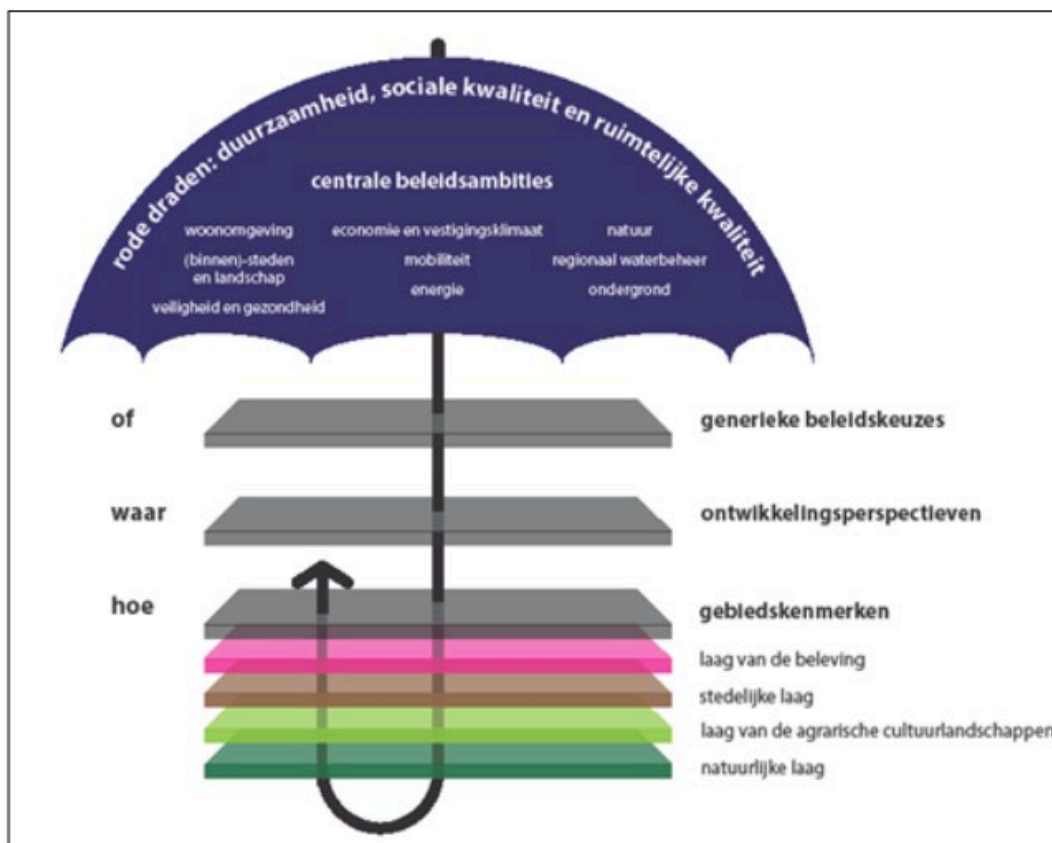 rode draden: duurzaamheid, sociale kwaliteit en ruimtelijke kwaliteit
centrale beleidsambities
woonomgeving
(binnen)-steden
en landschap
veiligheid en gezondheid
economie en vestigingsklimaat
mobiliteit
energie
natuur
regionaal waterbeheer
ondergrond
of
generieke beleidskeuzes
waar
ontwikkelingsperspectieven
hoe
gebiedskenmerken
laag van de beleving
stedelijke laag
laag van de agrarische cultuurlandschappen
natuurlijke laag